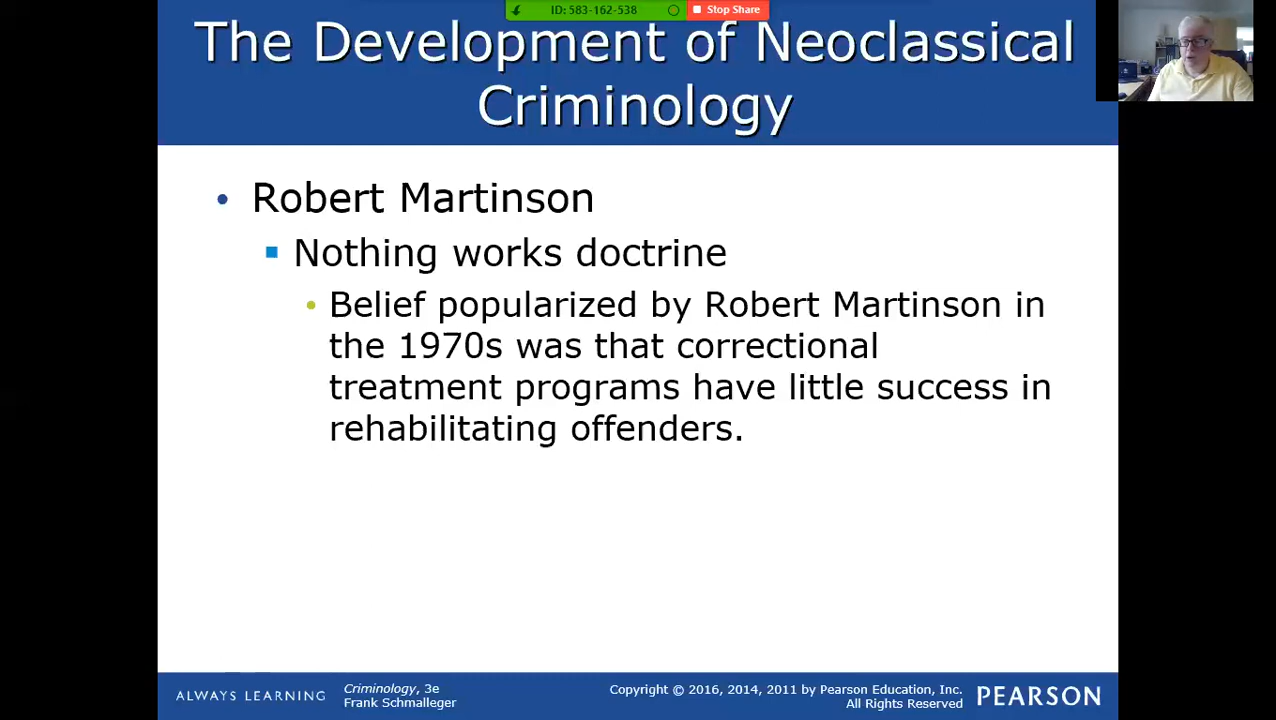 ID: 583-162-538
Stop Share
The Development of Neoclassical
Criminology
• Robert Martinson
Nothing works doctrine
• Belief popularized by Robert Martinson in
the 1970s was that correctional
treatment programs have little success in
rehabilitating offenders.
ALWAYS LEARNING
Criminology, 3e
Frank Schmalleger
Copyright © 2016, 2014, 2011 by Pearson Education, Inc.
All Rights Reserved
PEARSON